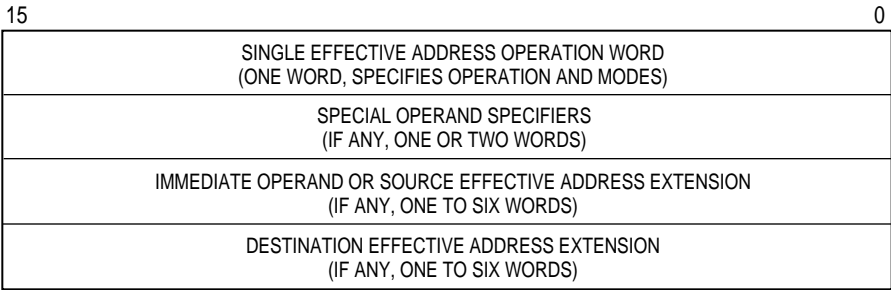 15 0
SINGLE EFFECTIVE ADDRESS OPERATION WORD
(ONE WORD, SPECIFIES OPERATION AND MODES)
SPECIAL OPERAND SPECIFIERS
(IF ANY, ONE OR TWO WORDS)
IMMEDIATE OPERAND OR SOURCE EFFECTIVE ADDRESS EXTENSION
(IF ANY, ONE TO SIX WORDS)
DESTINATION EFFECTIVE ADDRESS EXTENSION
(IF ANY, ONE TO SIX WORDS)